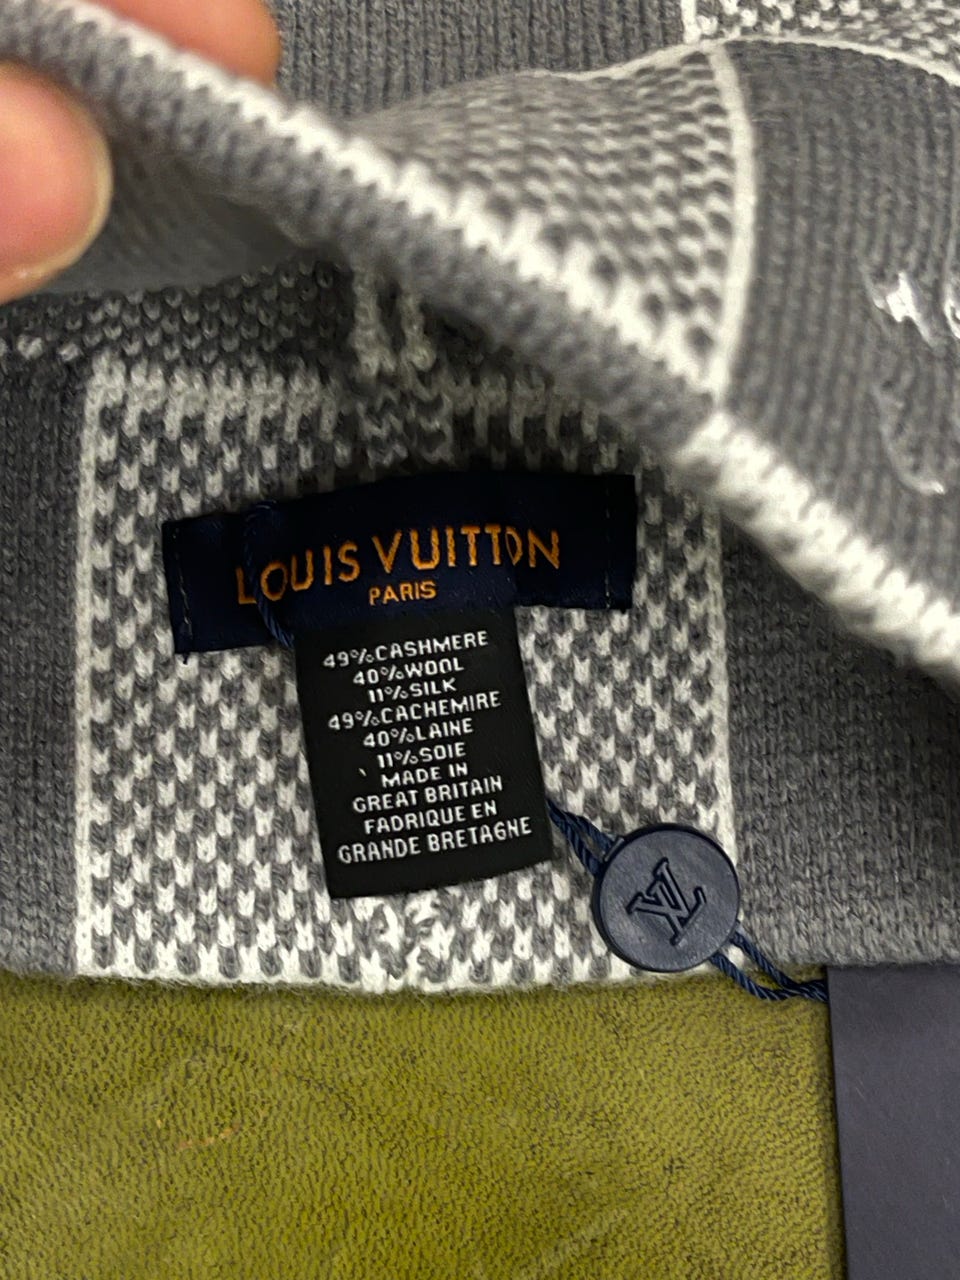 LOUIS VUITTON
PARIS
49%CASHMERE
40%WOOL
11%SILK
49%CACHEMIRE
40%LAINE
11%SOIE
MADE IN
GREAT BRITAIN
FADRIQUE EN
GRANDE BRETAGNE
LV